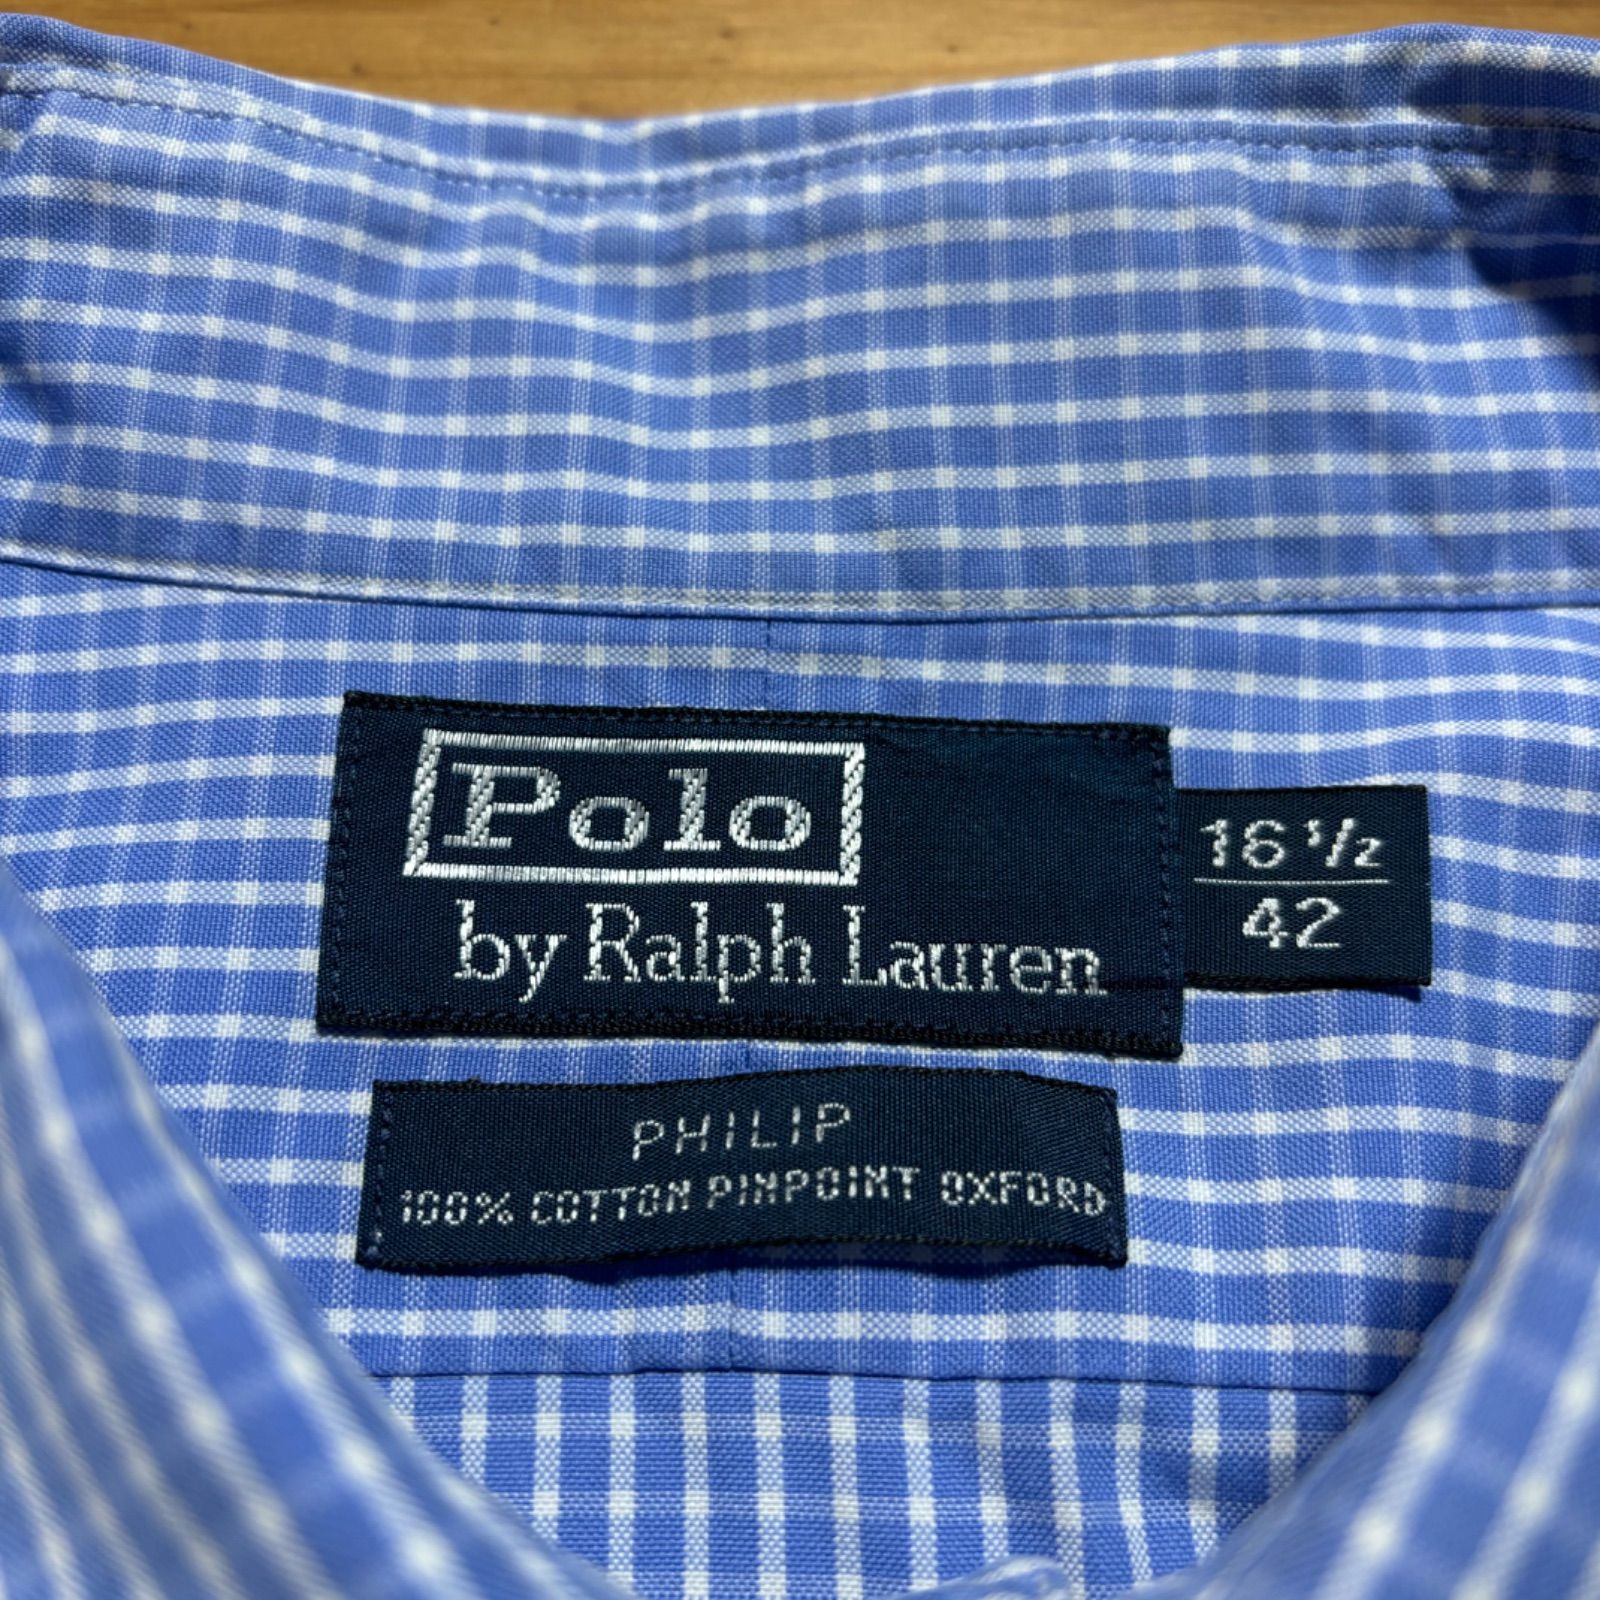 Polo
by Ralph Lauren
16 1/2
42
PHILIP
100% COTTON PINPOINT OXFORD